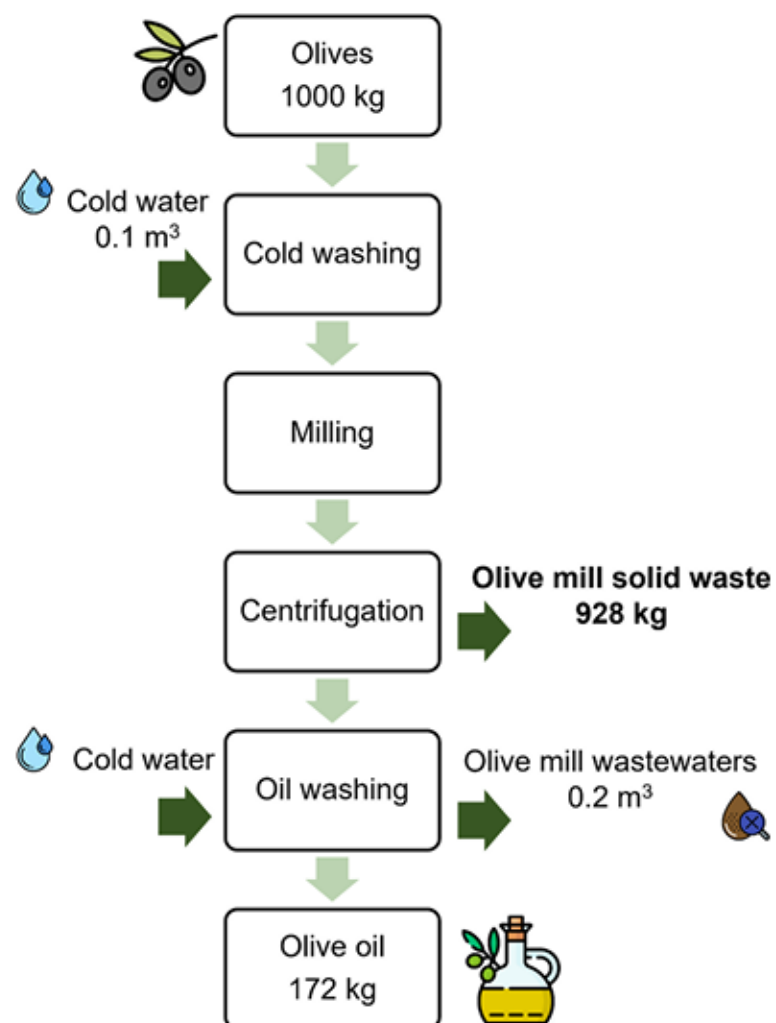 Olives
1000 kg
Cold water
0.1 m³
Cold washing
Milling
Centrifugation
Olive mill solid waste
928 kg
Cold water
Oil washing
Olive mill wastewaters
0.2 m³
Olive oil
172 kg